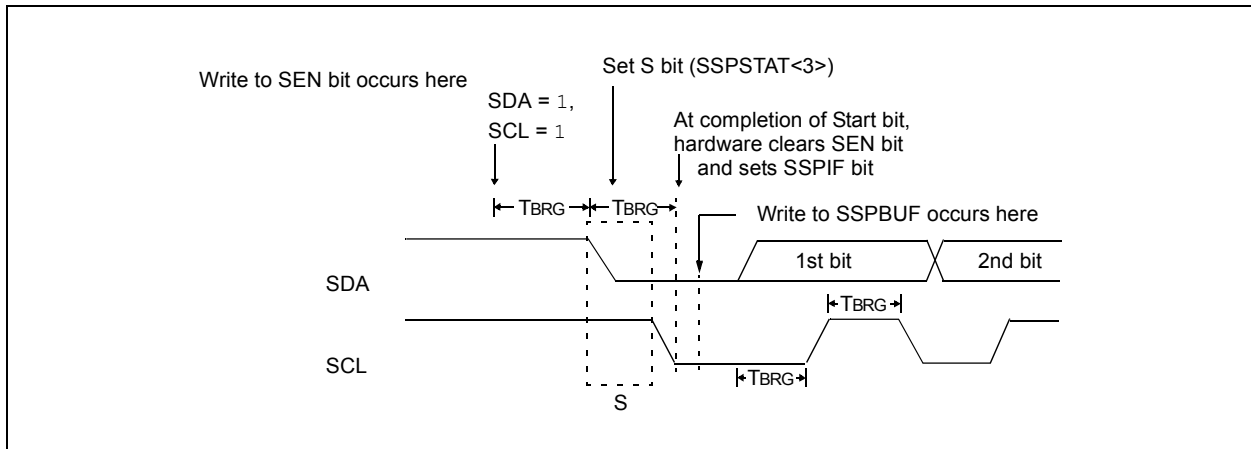 Set S bit (SSPSTAT<3>)
Write to SEN bit occurs here
SDA = 1,
SCL = 1
At completion of Start bit,
hardware clears SEN bit
and sets SSPIF bit
TBRG
TBRG
Write to SSPBUF occurs here
SDA
1st bit
2nd bit
TBRG
SCL
TBRG
S